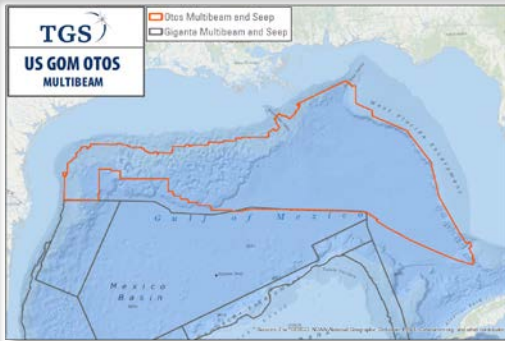 TGS
US GOM OTOS
MULTIBEAM
Otos Multibeam and Seep
Gigante Multibeam and Seep
West Florida Escarpment
Gulf of Mexico
Mexico
Basin